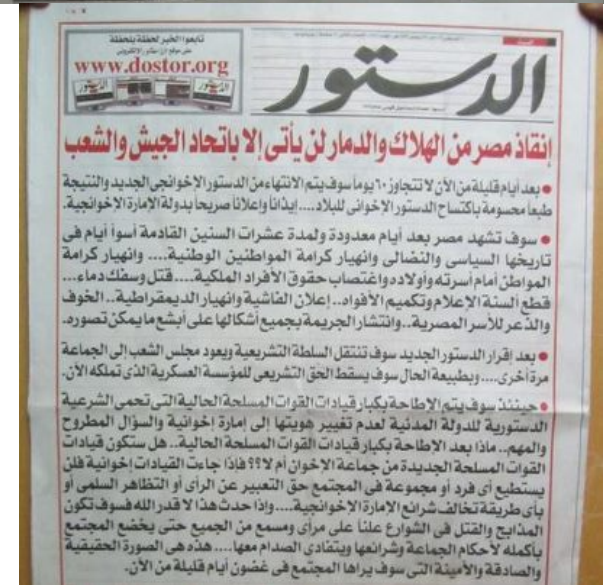 تابعوا الخبر لحظة بلحظة
www.dostor.org
الدستور
إنقاذ مصر من الهلاك والدمار لن يأتى إلا باتحاد الجيش والشعب
● بعد أيام قليلة من الآن لا تتجاوز ٦٠ يوماً سوف يتم الانتهاء من الدستور الإخوانجى الجديد والنتيجة
طبعاً محسومة باكتساح الدستور الإخوانى للبلاد.... إيذاناً وإعلاناً صريحاً بدولة الإمارة الإخوانجية.
● سوف تشهد مصر بعد أيام معدودة ولمدة عشرات السنين القادمة أسوأ أيام فى
تاريخها السياسى والنضالى وانهيار كرامة المواطنين الوطنية.... وانهيار كرامة
المواطن أمام أسرته وأولاده واغتصاب حقوق الأفراد الملكية.... قتل وسفك دماء...
قطع ألسنة الإعلام وتكميم الأفواه.. إعلان الفاشية وانهيار الديمقراطية.. الخوف
والذعر للأسر المصرية.. وانتشار الجريمة بجميع أشكالها على أبشع ما يمكن تصوره.
● بعد إقرار الدستور الجديد سوف تنتقل السلطة التشريعية ويعود مجلس الشعب إلى الجماعة
مرة أخرى.... وبطبيعة الحال سوف يسقط الحق التشريعى للمؤسسة العسكرية الذى تملكه الآن.
● حينئذ سوف يتم الإطاحة بكبار قيادات القوات المسلحة الحالية التى تحمى الشرعية
الدستورية للدولة المدنية لعدم تغيير هويتها إلى إمارة إخوانية والسؤال المطروح
والمهم.. ماذا بعد الإطاحة بكبار قيادات القوات المسلحة الحالية.. هل ستكون قيادات
القوات المسلحة الجديدة من جماعة الإخوان أم لا؟؟ فإذا جاءت القيادات إخوانية فلن
يستطيع أى فرد أو مجموعة فى المجتمع حق التعبير عن الرأى أو التظاهر السلمى أو
بأى طريقة تخالف شرائع الإمارة الإخوانجية.... وإذا حدث هذا لا قدر الله فسوف تكون
المذابح والقتل فى الشوارع علناً على مرأى ومسمع من الجميع حتى يخضع المجتمع
بأكمله لأحكام الجماعة وشرائعها ويتفادى الصدام معها.... هذه هى الصورة الحقيقية
والصادقة والأمينة التى سوف يراها المجتمع فى غضون أيام قليلة من الآن.